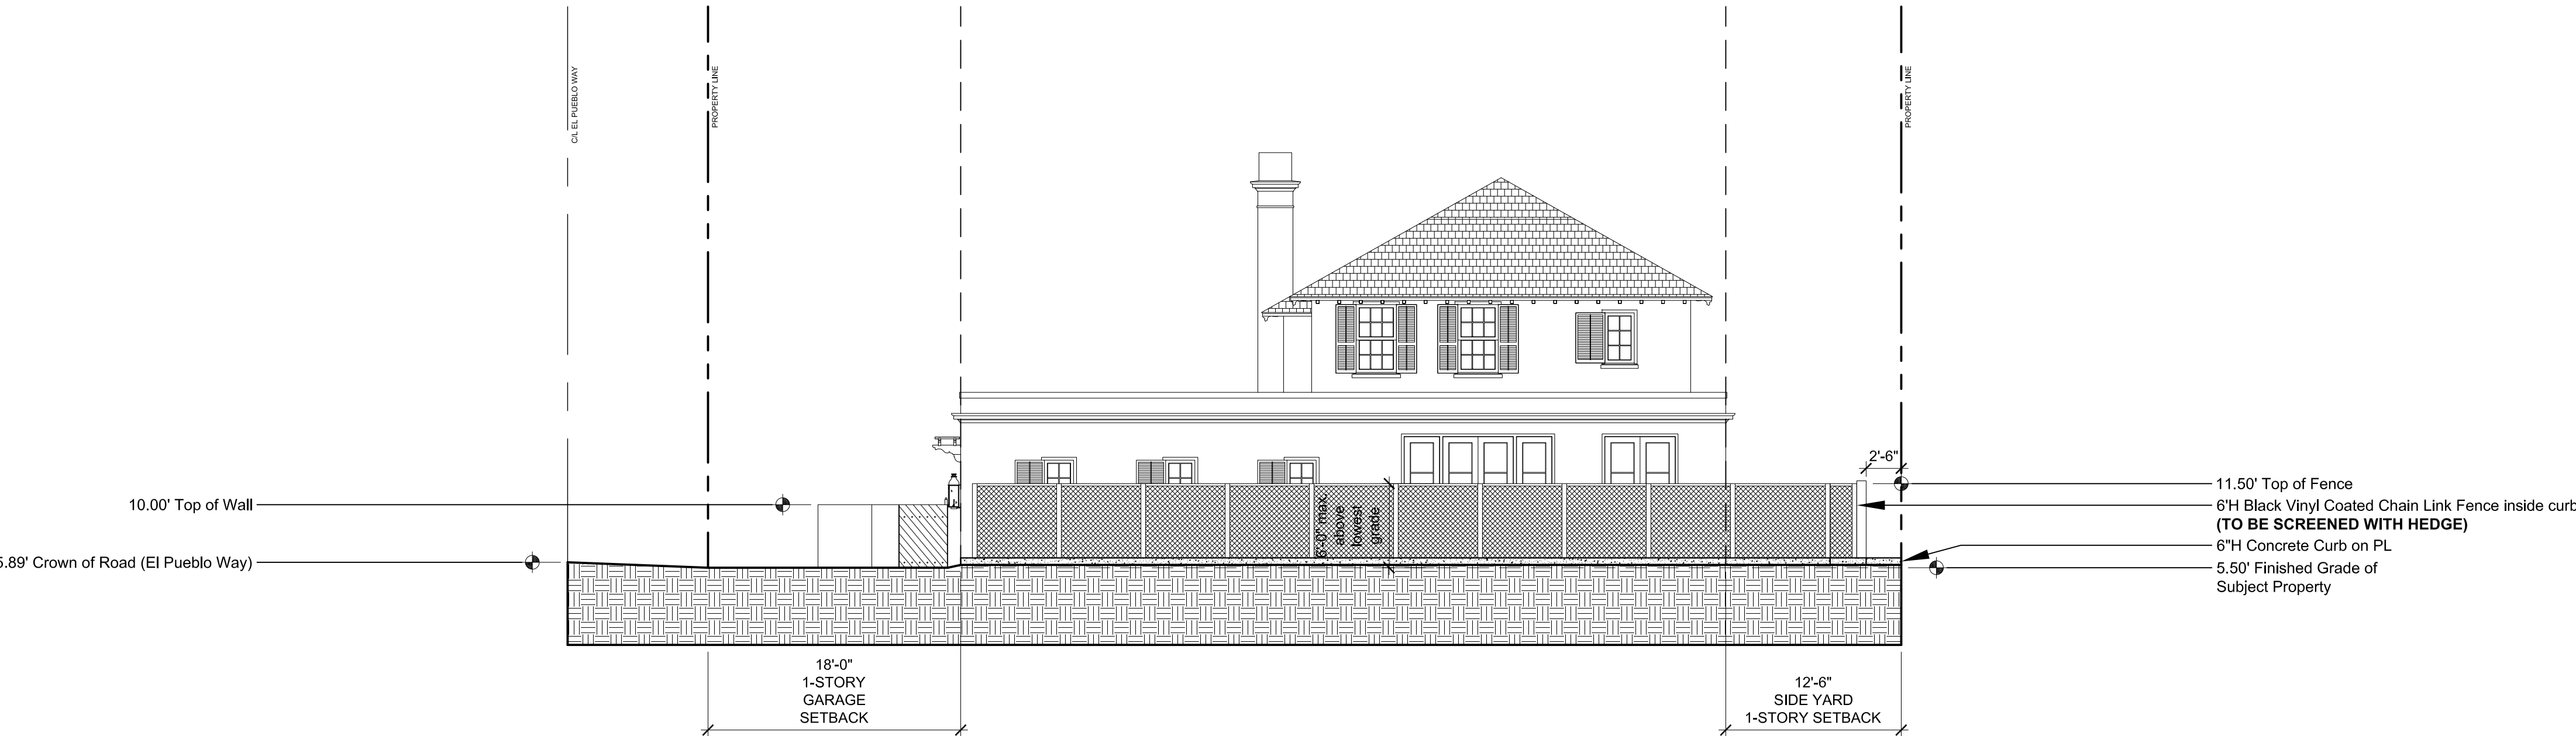 C/L EL PUEBLO WAY
PROPERTY LINE
PROPERTY LINE
2'-6"
10.00' Top of Wall
5.89' Crown of Road (El Pueblo Way)
6'-0" max.
above
lowest
grade
11.50' Top of Fence
6'H Black Vinyl Coated Chain Link Fence inside curb
(TO BE SCREENED WITH HEDGE)
6"H Concrete Curb on PL
5.50' Finished Grade of
Subject Property
18'-0"
1-STORY
GARAGE
SETBACK
12'-6"
SIDE YARD
1-STORY SETBACK